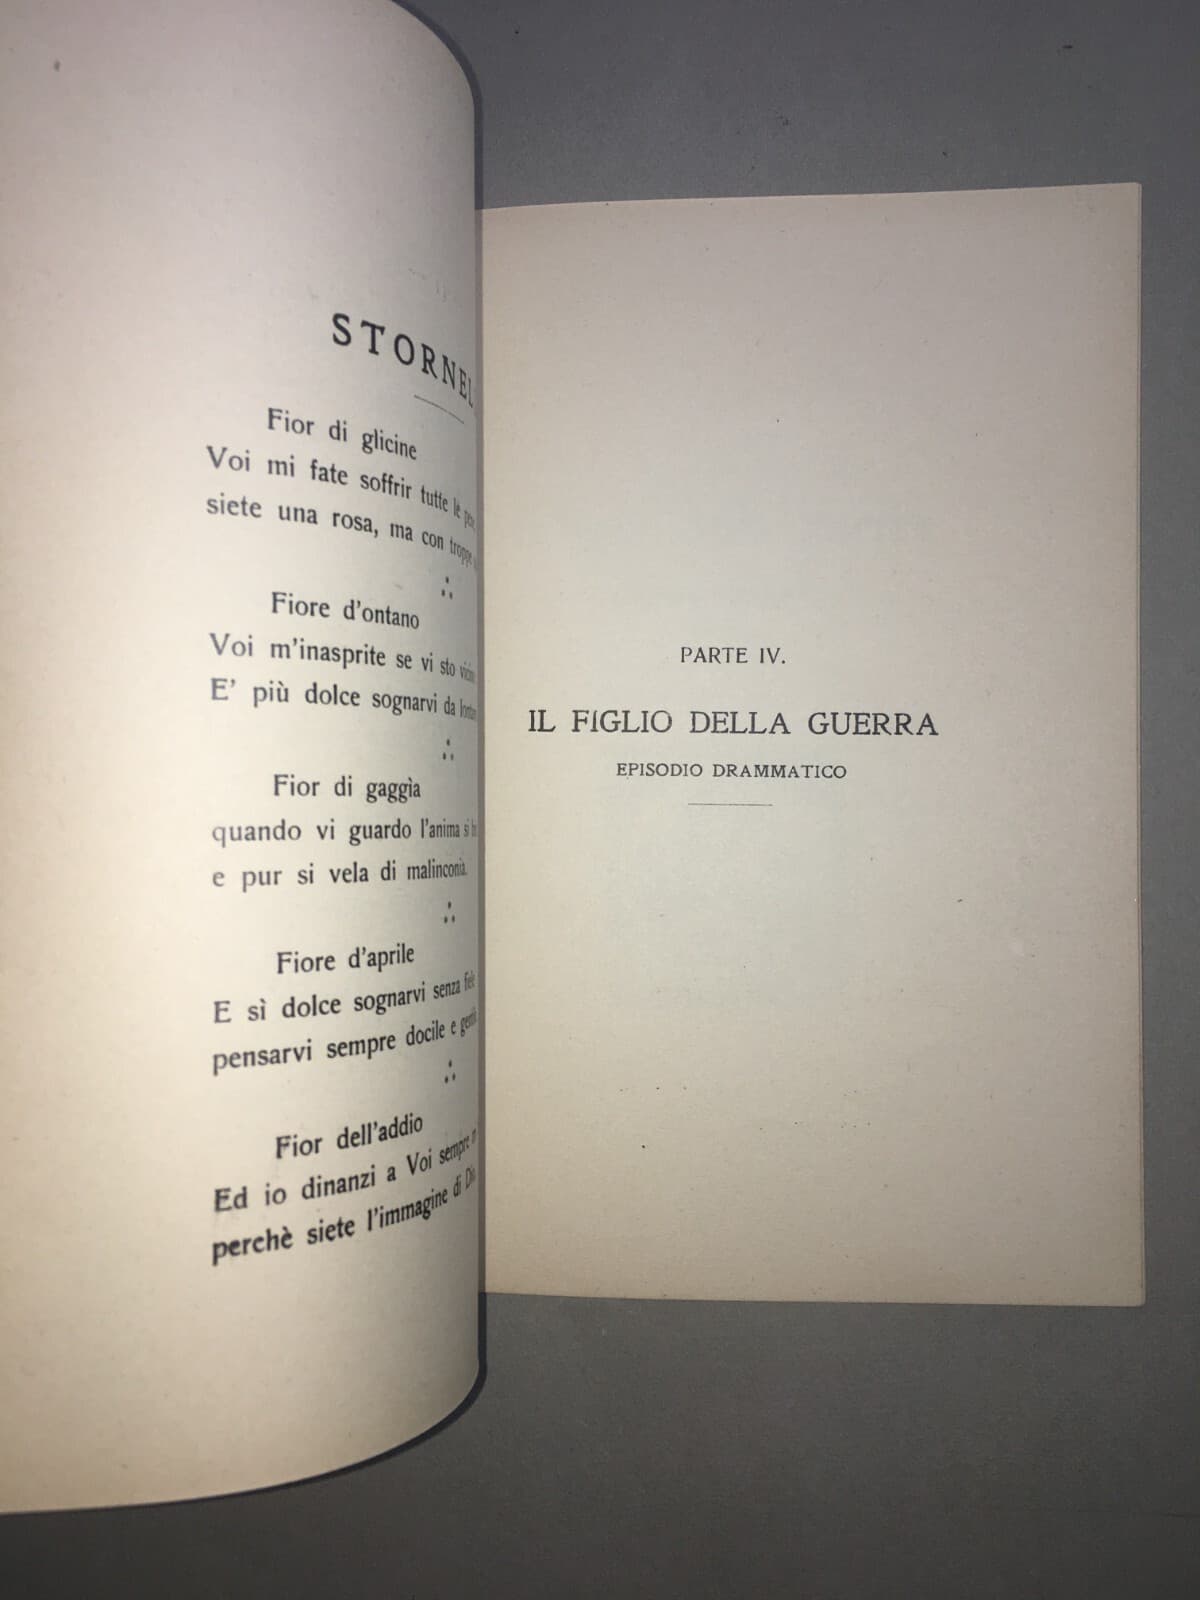 STORNEL
Fior di glicine
Voi mi fate soffrir tutte le
siete una rosa, ma con troppe
Fiore d'ontano
Voi m'inasprite se vi sto
E' più dolce sognarvi da
Fior di gaggìa
quando vi guardo l'anima si
e pur si vela di malinconia.
Fiore d'aprile
E sì dolce sognarvi senza
pensarvi sempre docile e
Fior dell'addio
Ed io dinanzi a Voi sempre
perchè siete l'immagine di
PARTE IV.
IL FIGLIO DELLA GUERRA
EPISODIO DRAMMATICO